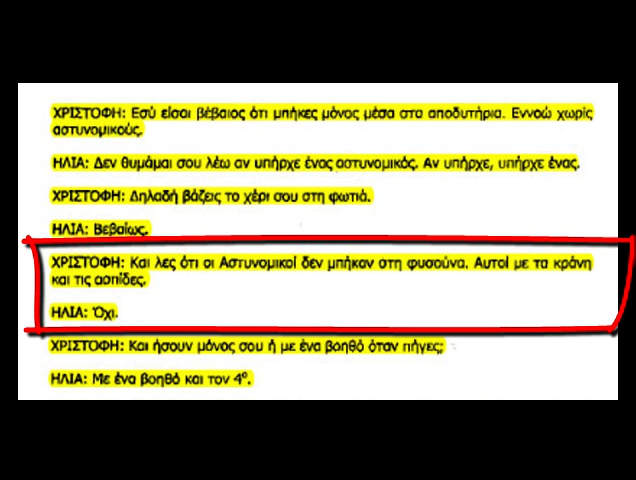 ΧΡΙΣΤΟΦΗ: Εσύ είσαι βέβαιος ότι μπήκες μόνος μέσα στα αποδυτήρια. Εννοώ χωρίς
αστυνομικούς.
ΗΛΙΑ: Δεν θυμάμαι σου λέω αν υπήρχε ένας αστυνομικός. Αν υπήρχε, υπήρχε ένας.
ΧΡΙΣΤΟΦΗ: Δηλαδή βάζεις το χέρι σου στη φωτιά.
ΗΛΙΑ: Βεβαίως.
ΧΡΙΣΤΟΦΗ: Και λες ότι οι Αστυνομικοί δεν μπήκαν στη φυσούνα. Αυτοί με τα κράνη
και τις ασπίδες.
ΗΛΙΑ: Όχι.
ΧΡΙΣΤΟΦΗ: Και ήσουν μόνος σου ή με ένα βοηθό όταν πήγες;
ΗΛΙΑ: Με ένα βοηθό και τον 4º.